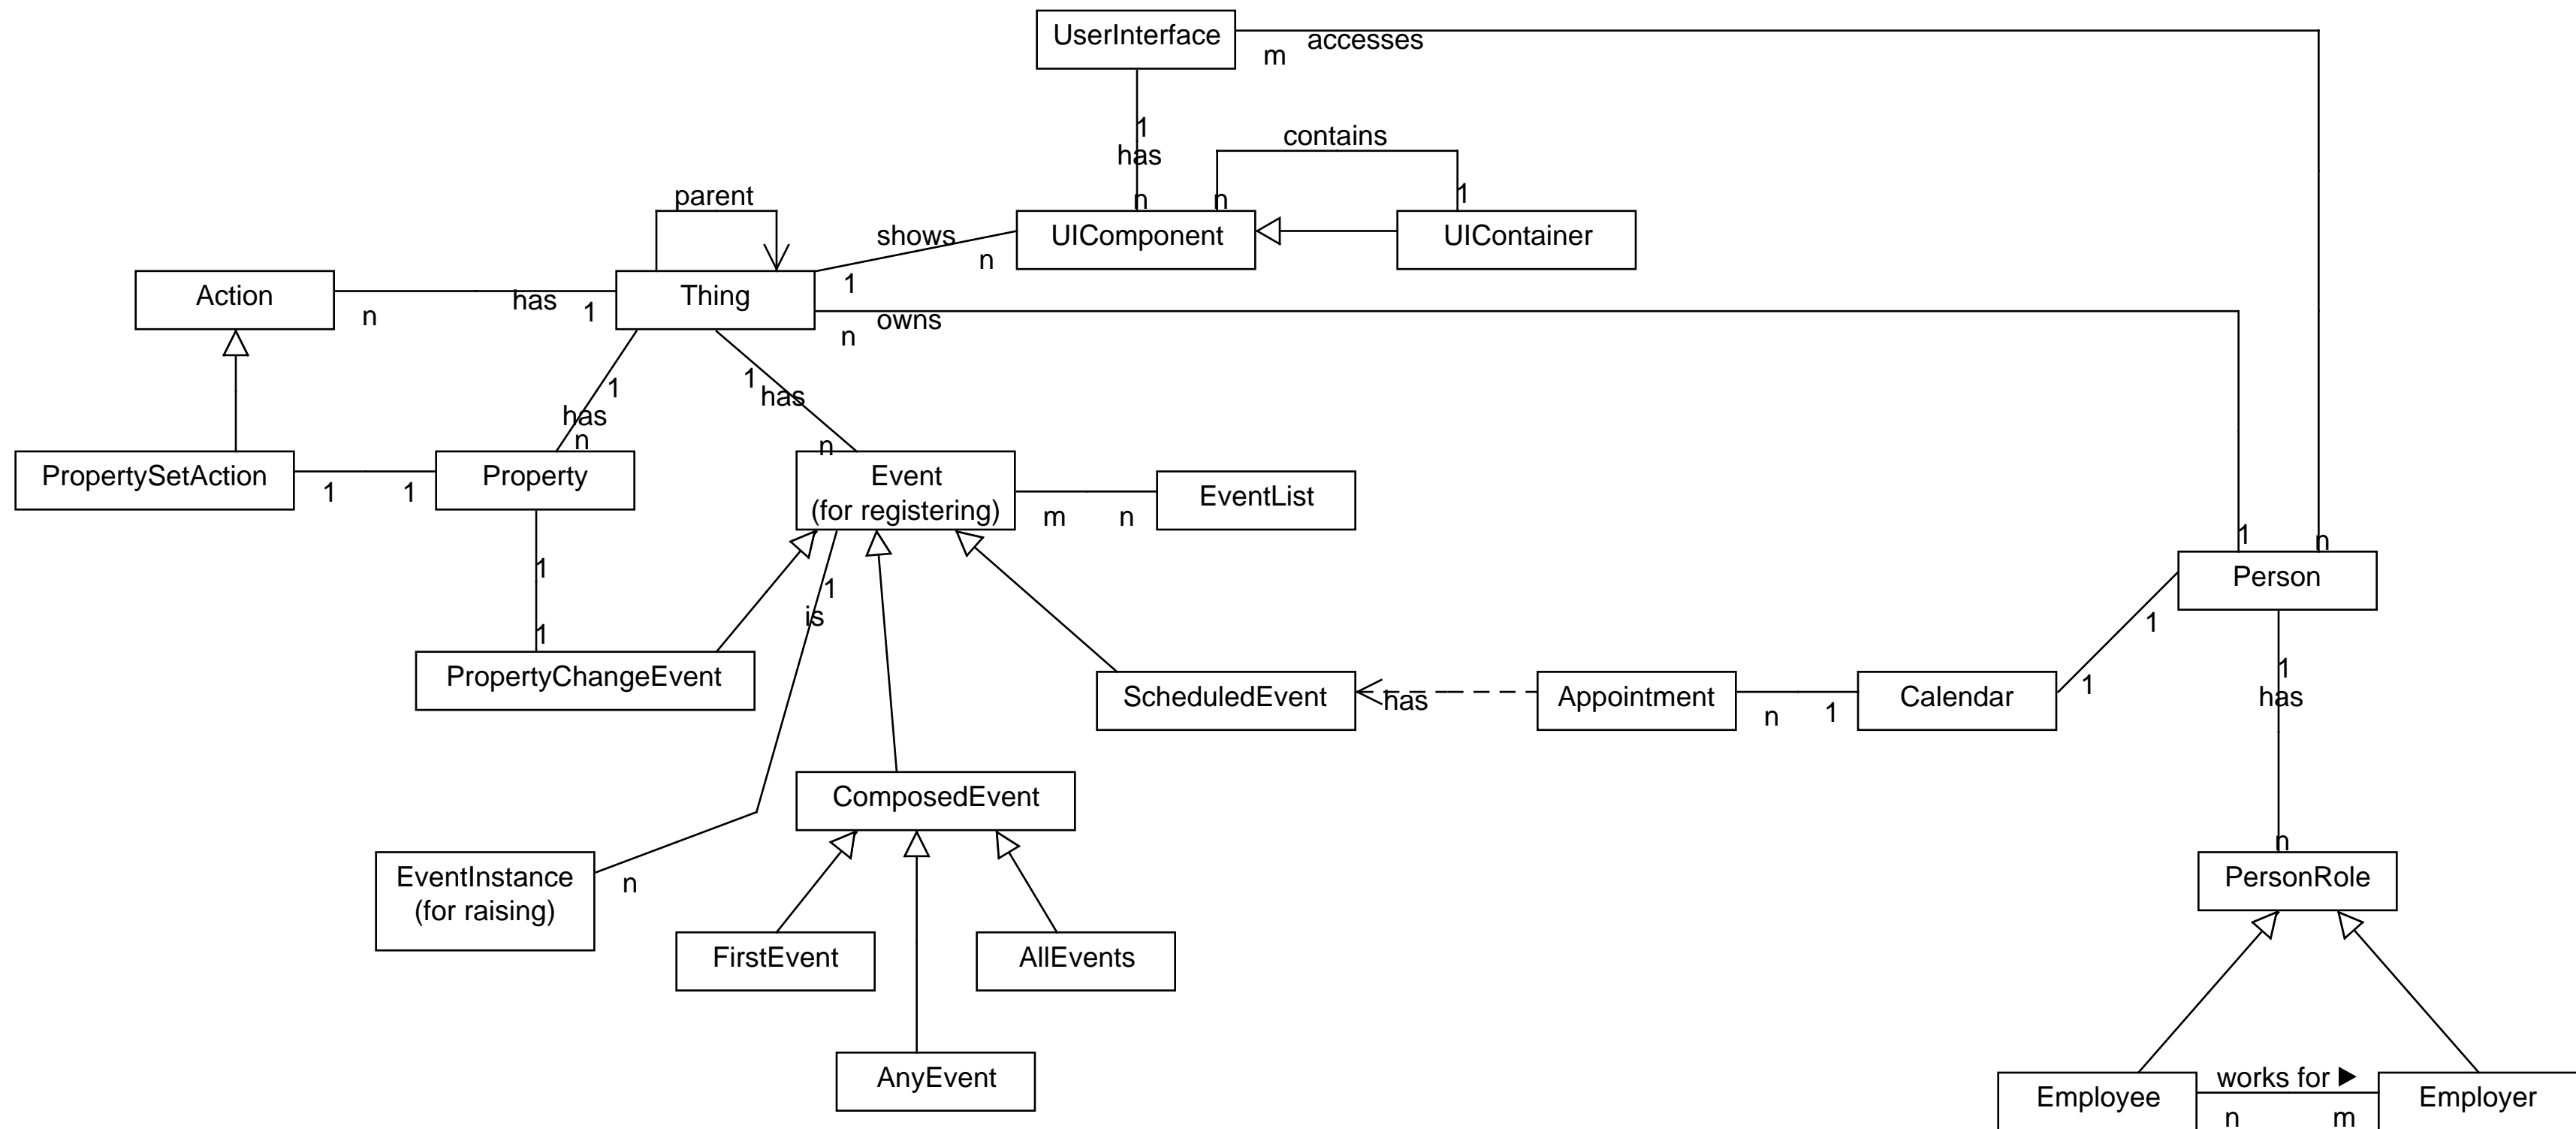 UserInterface
accesses
m
1
has
contains
n
n
1
parent
shows
UIComponent
UIContainer
n
1
Action
has
Thing
n
1
owns
n
1
has
1
has
n
n
PropertySetAction
Property
Event
(for registering)
EventList
1
1
m
n
1
n
1
1
is
1
Person
1
1
PropertyChangeEvent
ScheduledEvent
has
Appointment
n
1
Calendar
1
has
ComposedEvent
n
EventInstance
(for raising)
n
PersonRole
FirstEvent
AllEvents
AnyEvent
Employee
works for
n
m
Employer